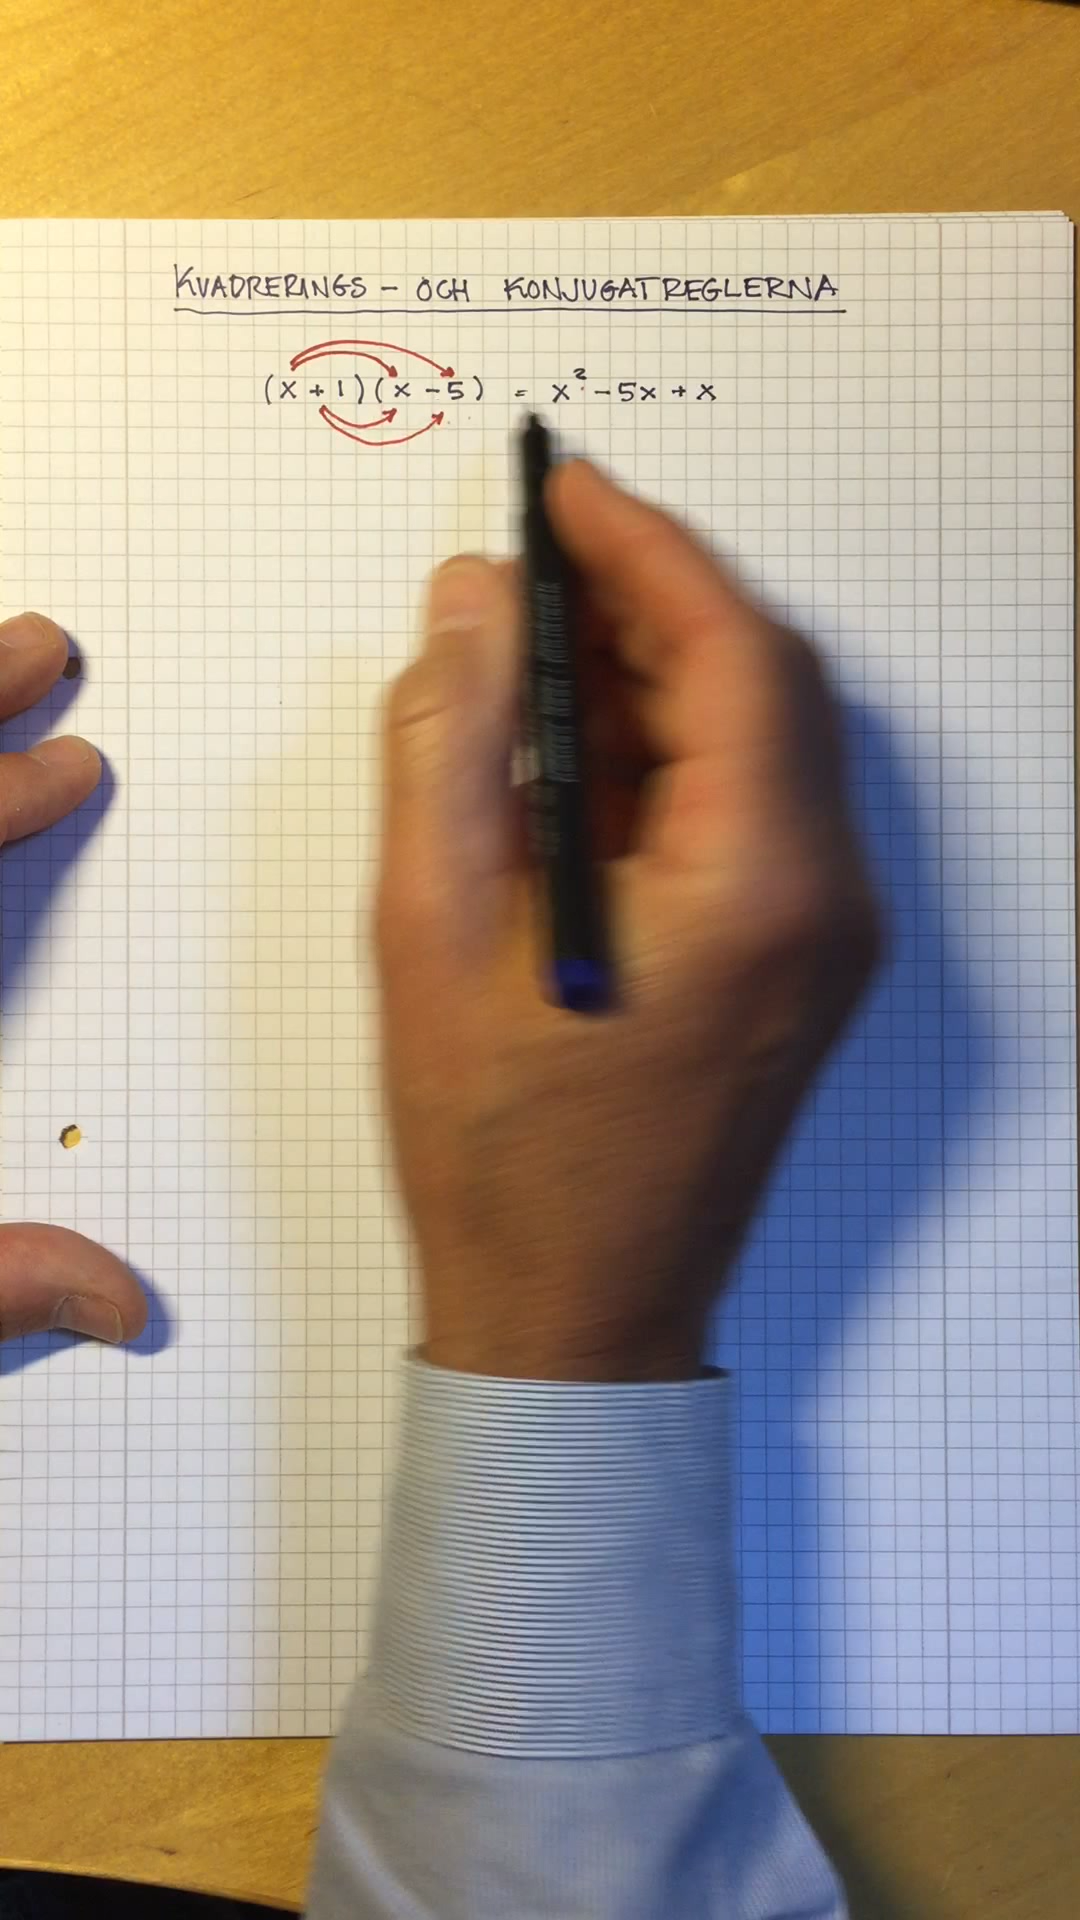 KVADRERINGS - OCH KONJUGATREGLERNA
(x + 1)(x - 5) = x² - 5x + x